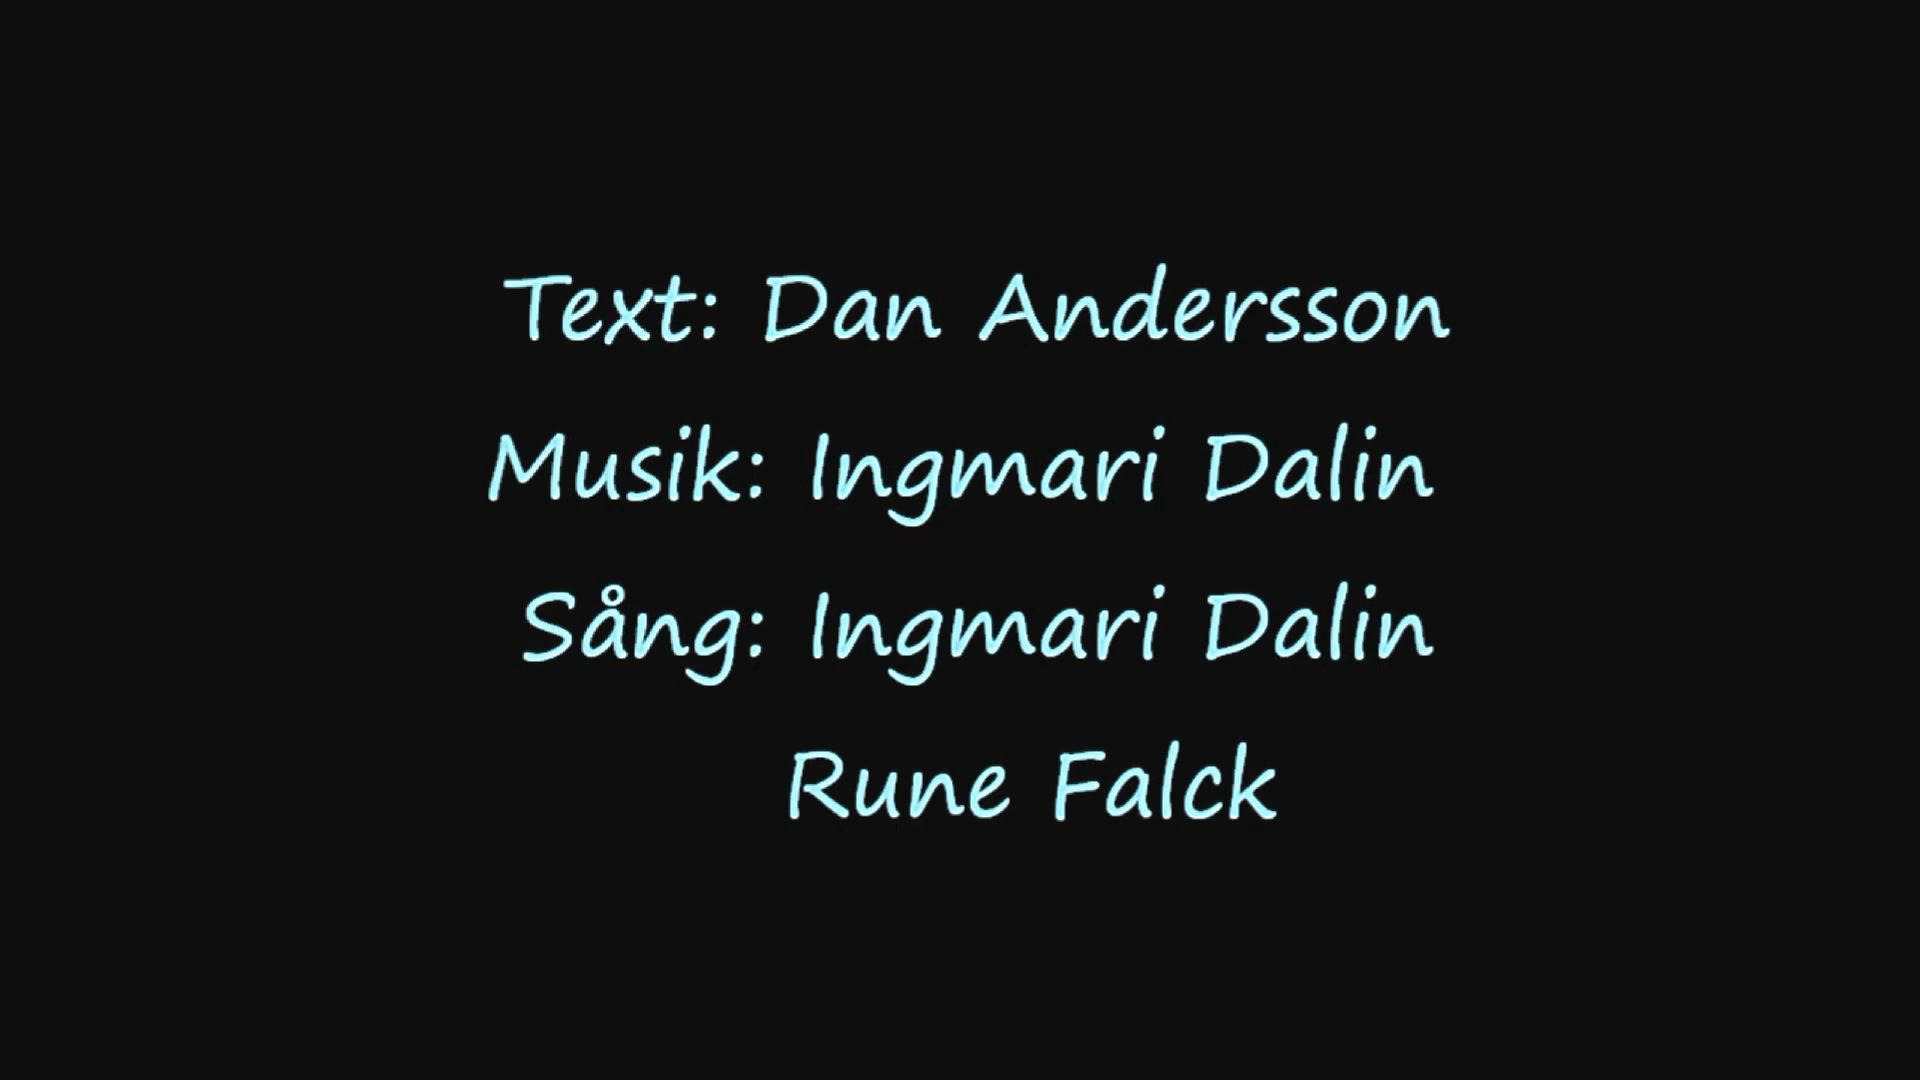 Text: Dan Andersson
Musik: Ingmari Dalin
Sång: Ingmari Dalin
Rune Falck